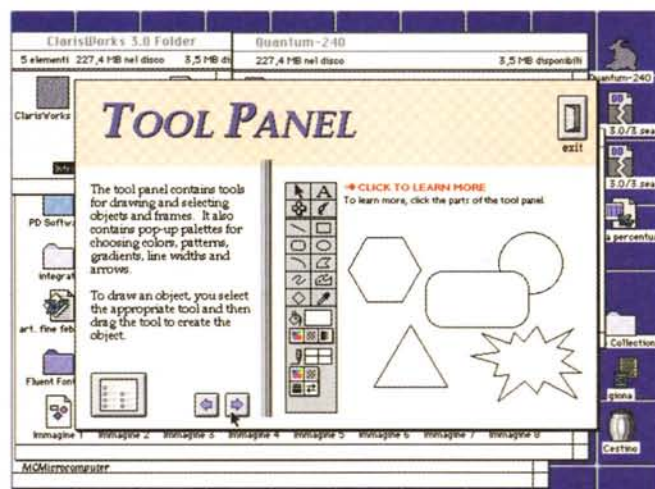 ClarisWorks 3.0 Folder
Quantum-240
5 elementi 227,4 MB nel disco 3,5 MB di
227,4 MB nel disco 3,5 MB disponibili
ClarisWorks
Quantum-240
3.0/3.sea
3.0/3.sea
a percentu
Collection
giona
Cestino
TOOL PANEL
exit
The tool panel contains tools
for drawing and selecting
objects and frames. It also
contains pop-up palettes for
choosing colors, patterns,
gradients, line widths and
arrows.
To draw an object, you select
the appropriate tool and then
drag the tool to create the
object.
A
CLICK TO LEARN MORE
To learn more, click the parts of the tool panel.
PD Softw
integrat
art. fine feb
Fluent Fon
Immagine 1 Immagine 2 Immagine 3 Immagine 4 Immagine 5 Immagine 6 Immagine 7 Immagine 8
MCMicrocomputer